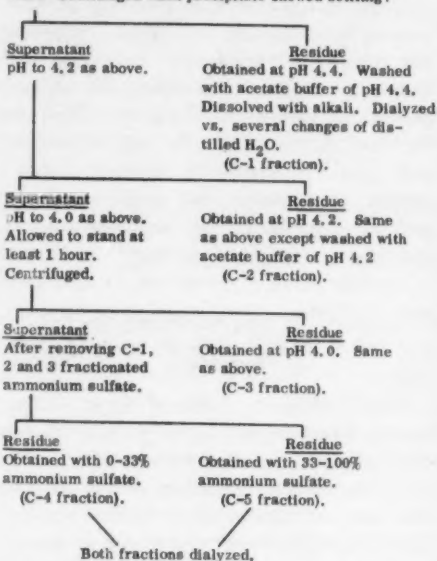 Supernatant
pH to 4.2 as above.
Residue
Obtained at pH 4.4. Washed
with acetate buffer of pH 4.4.
Dissolved with alkali. Dialyzed
vs. several changes of dis-
tilled H₂O.
(C-1 fraction).
Supernatant
pH to 4.0 as above.
Allowed to stand at
least 1 hour.
Centrifuged.
Residue
Obtained at pH 4.2. Same
as above except washed with
acetate buffer of pH 4.2
(C-2 fraction).
Supernatant
After removing C-1,
2 and 3 fractionated
ammonium sulfate.
Residue
Obtained at pH 4.0. Same
as above.
(C-3 fraction).
Residue
Obtained with 0-33%
ammonium sulfate.
(C-4 fraction).
Residue
Obtained with 33-100%
ammonium sulfate.
(C-5 fraction).
Both fractions dialyzed.